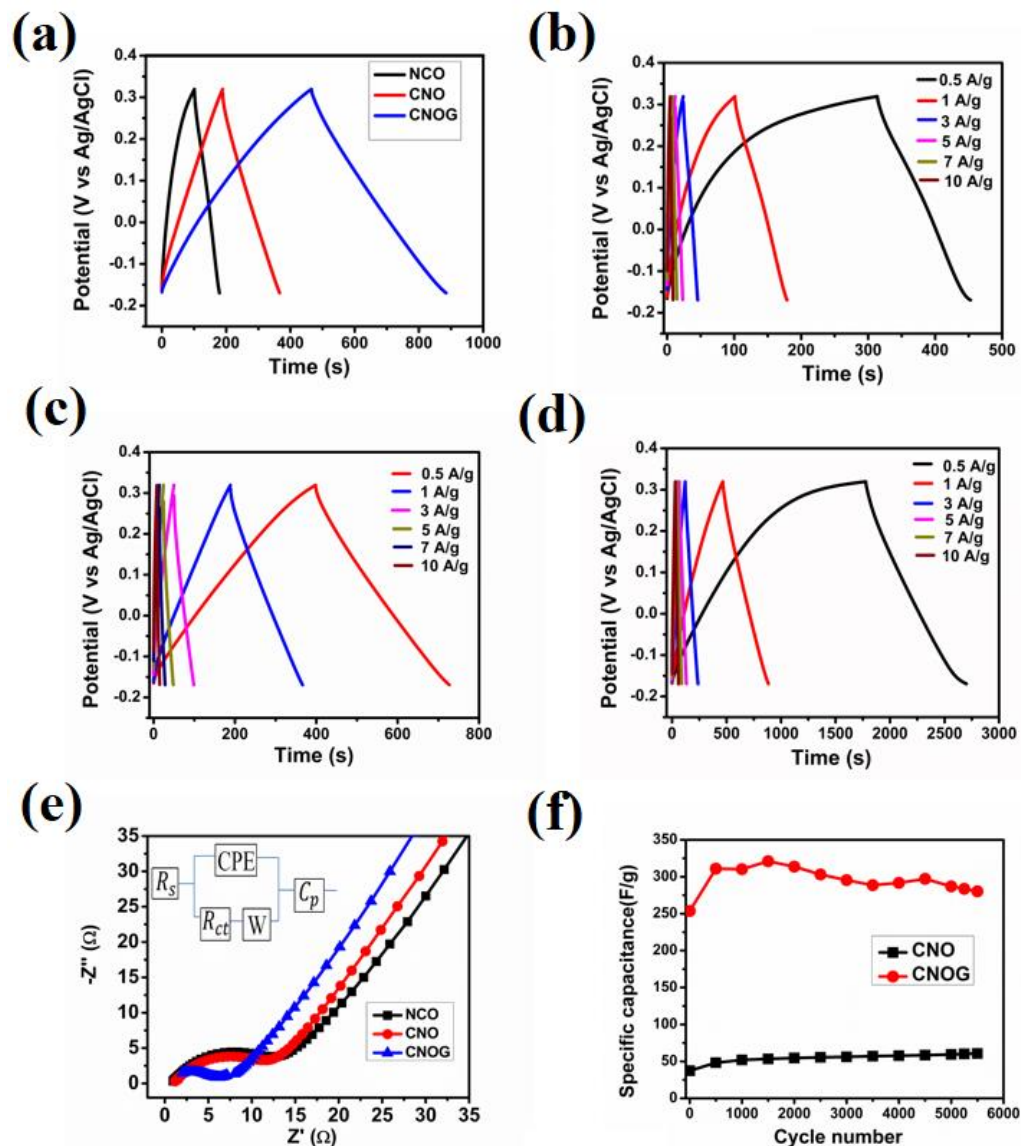 (a)
0.4
0.3
0.2
0.1
0.0
-0.1
-0.2
Potential (V vs Ag/AgCl)
NCO
CNO
CNOG
0 200 400 600 800 1000
Time (s)
(b)
0.4
0.3
0.2
0.1
0.0
-0.1
-0.2
Potential (V vs Ag/AgCl)
0.5 A/g
1 A/g
3 A/g
5 A/g
7 A/g
10 A/g
0 100 200 300 400 500
Time (s)
(c)
0.4
0.3
0.2
0.1
0.0
-0.1
-0.2
Potential (V vs Ag/AgCl)
0.5 A/g
1 A/g
3 A/g
5 A/g
7 A/g
10 A/g
0 200 400 600 800
Time (s)
(d)
0.4
0.3
0.2
0.1
0.0
-0.1
-0.2
Potential (V vs Ag/AgCl)
0.5 A/g
1 A/g
3 A/g
5 A/g
7 A/g
10 A/g
0 500 1000 1500 2000 2500 3000
Time (s)
(e)
35
30
25
20
15
10
5
0
-Z" (Ω)
Rs
CPE
Rct
W
Cp
NCO
CNO
CNOG
0 5 10 15 20 25 30 35
Z' (Ω)
(f)
350
300
250
200
150
100
50
0
Specific capacitance(F/g)
CNO
CNOG
0 1000 2000 3000 4000 5000 6000
Cycle number